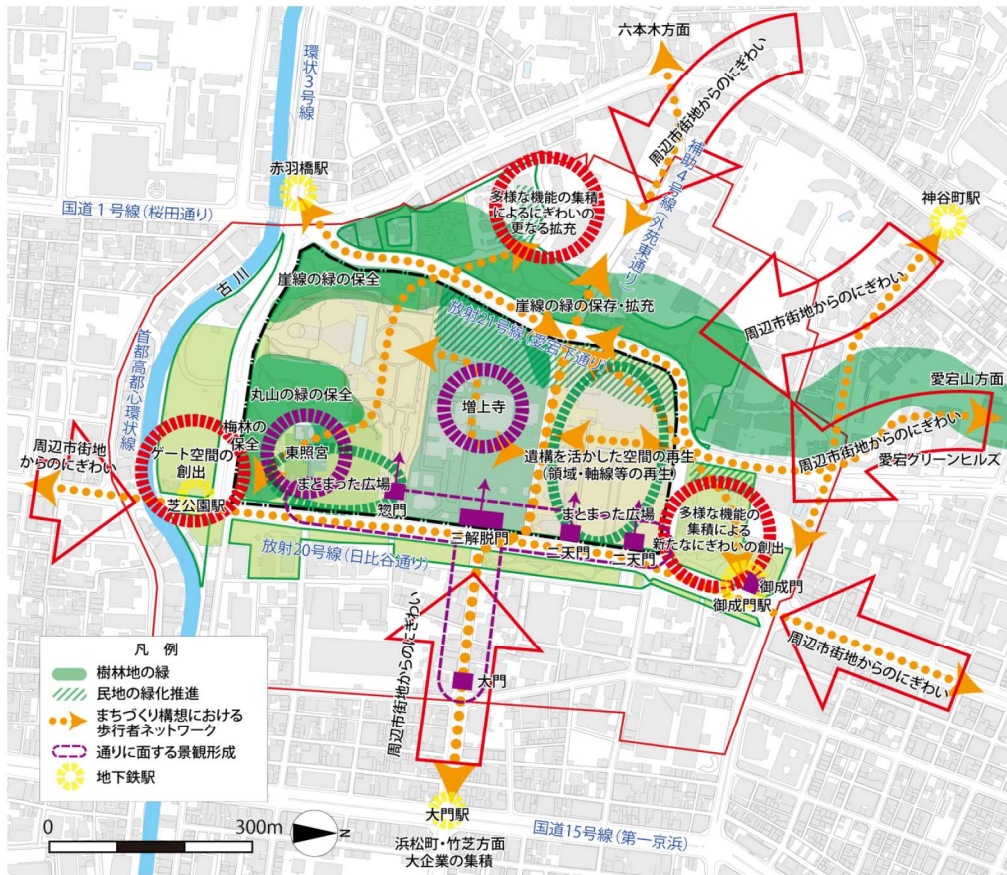 六本木方面
環状3号線
周辺市街地からのにぎわい
補助4号線(外苑東通り)
赤羽橋駅
神谷町駅
国道1号線(桜田通り)
多様な機能の集積
によるにぎわいの
更なる拡充
古川
崖線の緑の保全
崖線の緑の保存・拡充
周辺市街地からのにぎわい
放射21号線(愛宕下通り)
首都高都心環状線
丸山の緑の保全
増上寺
愛宕山方面
梅林の
保全
周辺市街地
からのにぎわい
ゲート空間の
創出
東照宮
遺構を活かした空間の再生
(領域・軸線等の再生)
周辺市街地からのにぎわい
愛宕グリーンヒルズ
まとまった広場
まとまった広場
芝公園駅
惣門
多様な機能の
集積による
新たなにぎわいの創出
三解脱門
二天門
二天門
放射20号線(日比谷通り)
御成門
御成門駅
周辺市街地からのにぎわい
周辺市街地からのにぎわい
大門
凡 例
樹林地の緑
民地の緑化推進
まちづくり構想における
歩行者ネットワーク
通りに面する景観形成
地下鉄駅
大門駅
国道15号線(第一京浜)
浜松町・竹芝方面
大企業の集積
0 300m
N